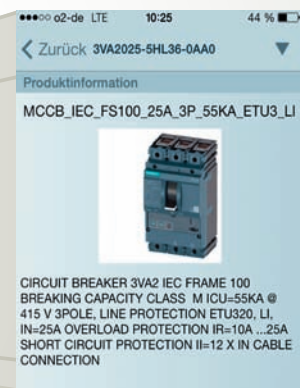 o2-de LTE 10:25 44 %
Zurück 3VA2025-5HL36-0AA0
Produktinformation
MCCB_IEC_FS100_25A_3P_55KA_ETU3_LI
CIRCUIT BREAKER 3VA2 IEC FRAME 100
BREAKING CAPACITY CLASS M ICU=55KA @
415 V 3POLE, LINE PROTECTION ETU320, LI,
IN=25A OVERLOAD PROTECTION IR=10A ...25A
SHORT CIRCUIT PROTECTION II=12 X IN CABLE
CONNECTION